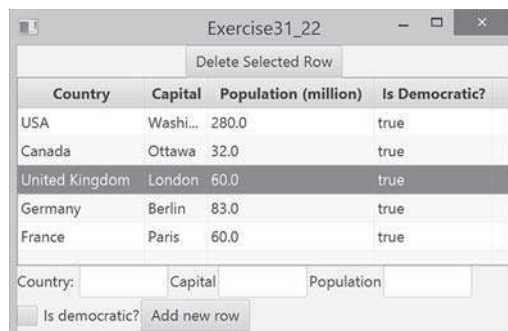 Exercise31_22
Delete Selected Row
Country Capital Population (million) Is Democratic?
USA Washi... 280.0 true
Canada Ottawa 32.0 true
United Kingdom London 60.0 true
Germany Berlin 83.0 true
France Paris 60.0 true
Country: Capital Population
Is democratic? Add new row